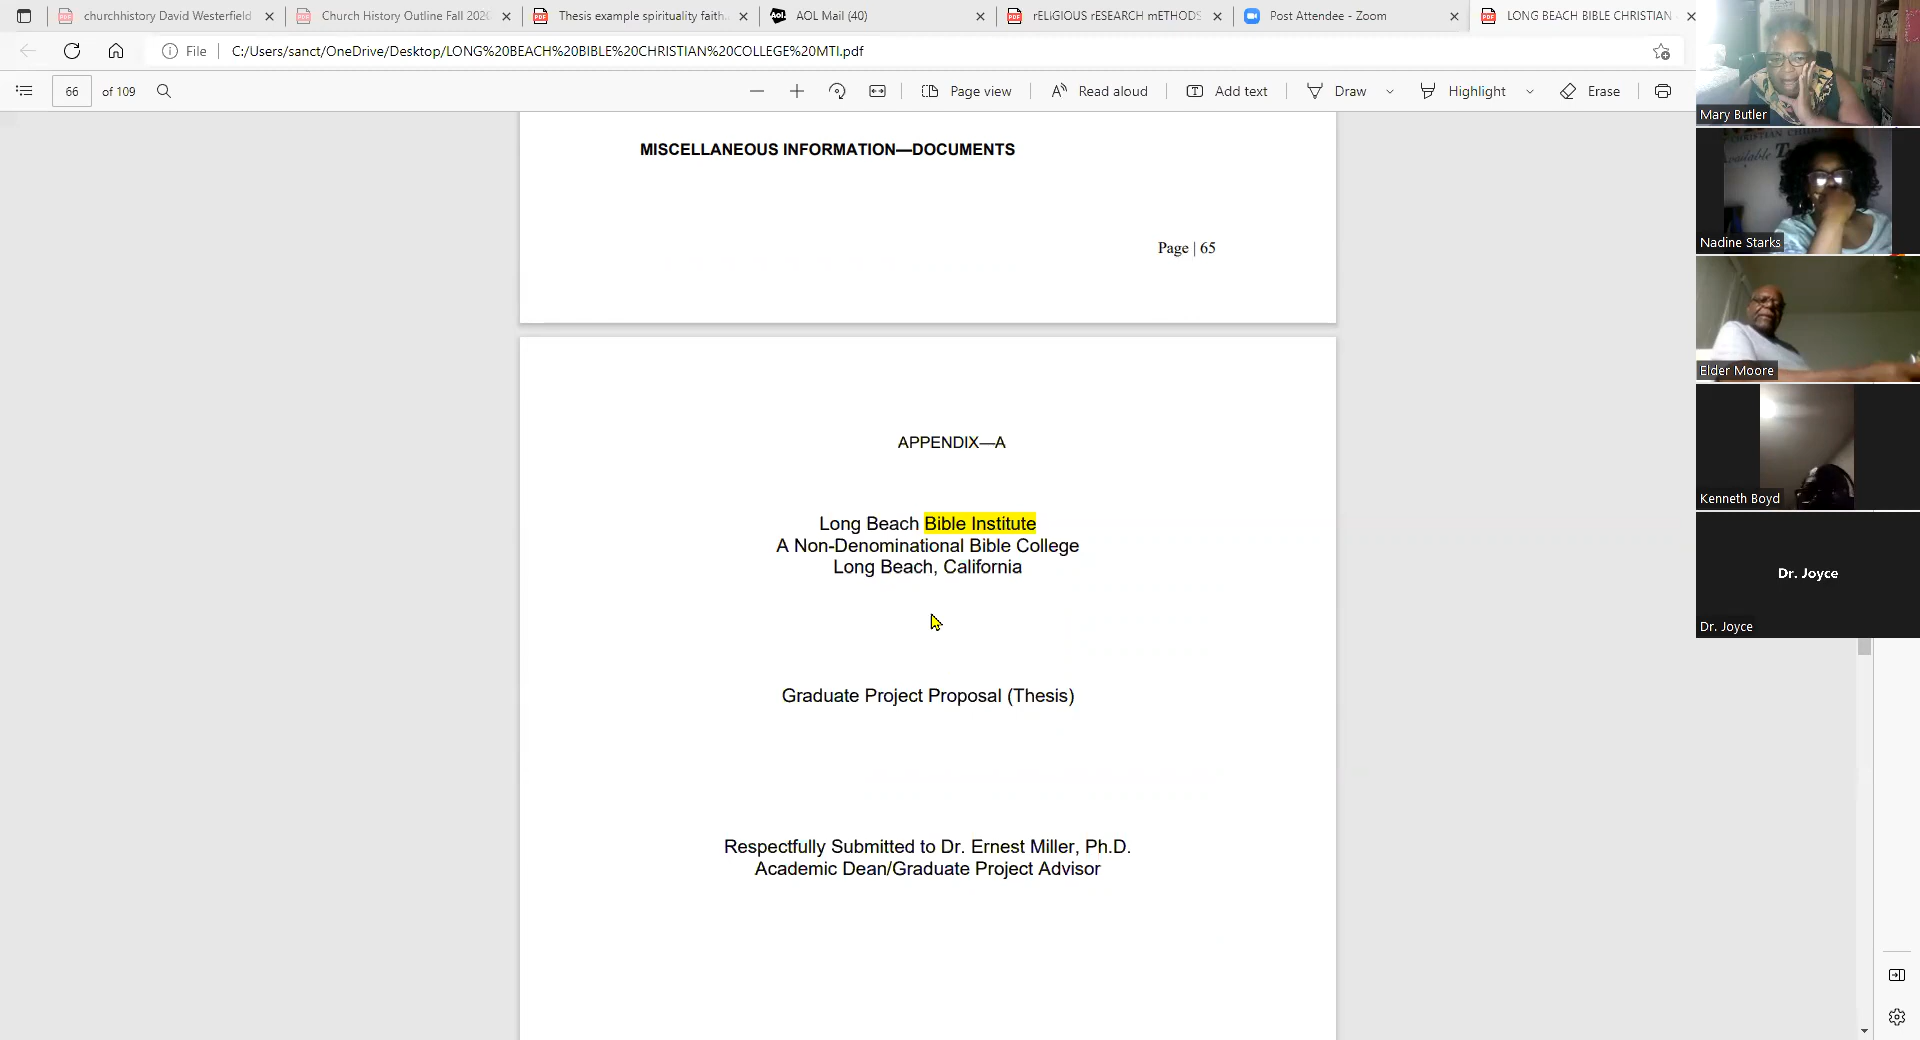 churchhistory David Westerfield
Church History Outline Fall 2020
Thesis example spirituality faith.
AOL Mail (40)
rELIGIOUS rESEARCH mETHODS
Post Attendee - Zoom
LONG BEACH BIBLE CHRISTIAN
File
C:/Users/sanct/OneDrive/Desktop/LONG%20BEACH%20BIBLE%20CHRISTIAN%20COLLEGE%20MTI.pdf
66 of 109
Page view
Read aloud
Add text
Draw
Highlight
Erase
MISCELLANEOUS INFORMATION—DOCUMENTS
Page | 65
APPENDIX—A
Long Beach Bible Institute
A Non-Denominational Bible College
Long Beach, California
Graduate Project Proposal (Thesis)
Respectfully Submitted to Dr. Ernest Miller, Ph.D.
Academic Dean/Graduate Project Advisor
Mary Butler
Nadine Starks
Elder Moore
Kenneth Boyd
Dr. Joyce
Dr. Joyce